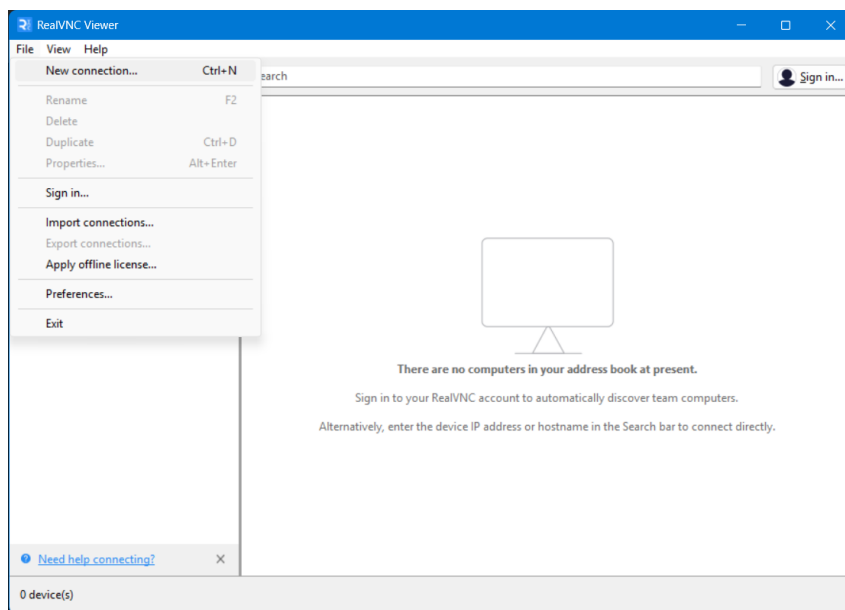 RealVNC Viewer
File View Help
New connection... Ctrl+N
Rename F2
Delete
Duplicate Ctrl+D
Properties... Alt+Enter
Sign in...
Import connections...
Export connections...
Apply offline license...
Preferences...
Exit
earch
Sign in...
There are no computers in your address book at present.
Sign in to your RealVNC account to automatically discover team computers.
Alternatively, enter the device IP address or hostname in the Search bar to connect directly.
Need help connecting?
0 device(s)